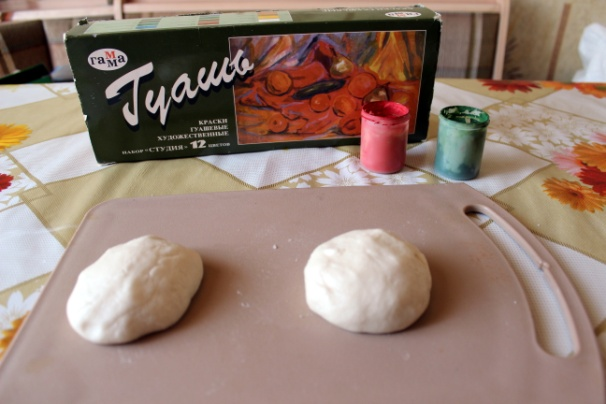 гамма
Гуашь
КРАСКИ
ГУАШЕВЫЕ
ХУДОЖЕСТВЕННЫЕ
НАБОР «СТУДИЯ» 12 ЦВЕТОВ